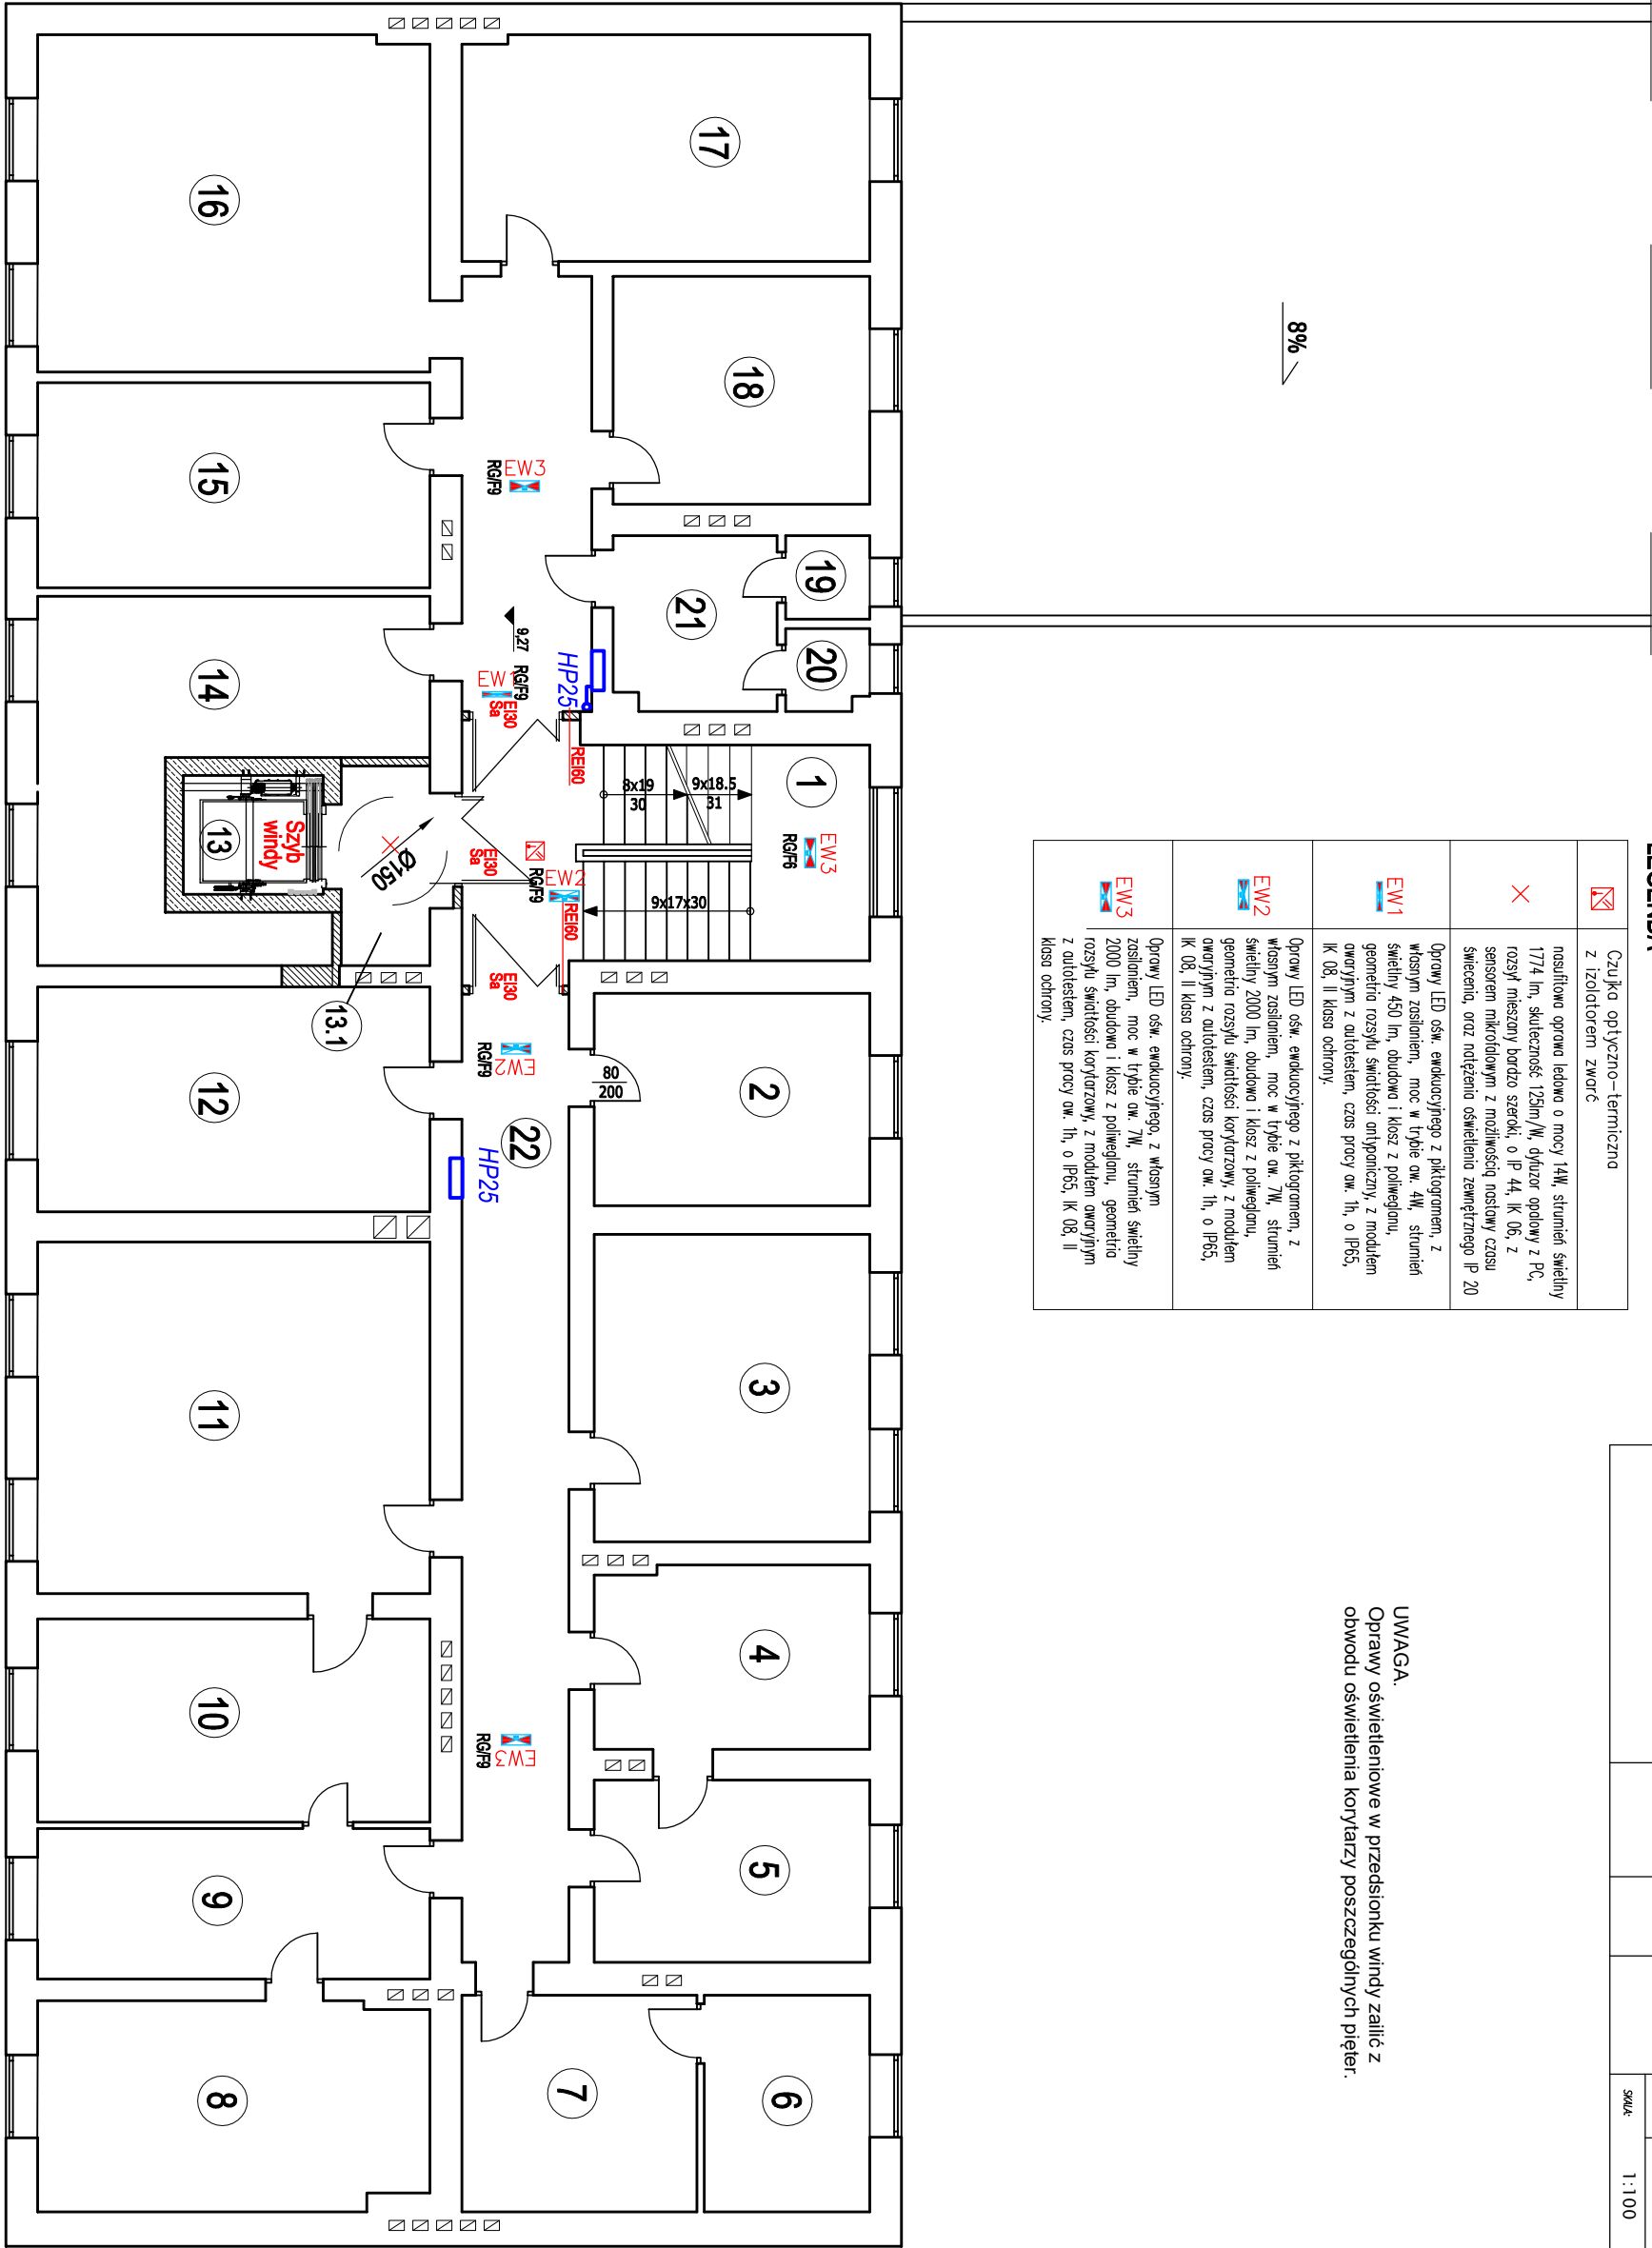 Czujka optyczno-termiczna
z izolatorem zwarć
nasufitowa oprawa ledowa o mocy 14W, strumień świetlny
1774 lm, skuteczność 125lm/W, dyfuzor opalowy z PC,
rozsył mieszany bardzo szeroki, o IP 44, IK 06, z
sensorem mikrofalowym z możliwością nastawy czasu
świecenia, oraz natężenia oświetlenia zewnętrznego IP 20
EW1
Oprawy LED ośw. ewakuacyjnego z piktogramem, z
własnym zasilaniem, moc w trybie aw. 4W, strumień
świetlny 450 lm, obudowa i klosz z poliwęglanu,
geometria rozsyłu światłości antypaniczny, z modułem
awaryjnym z autotestem, czas pracy aw. 1h, o IP65,
IK 08, II klasa ochrony.
EW2
Oprawy LED ośw. ewakuacyjnego z piktogramem, z
własnym zasilaniem, moc w trybie aw. 7W, strumień
świetlny 2000 lm, obudowa i klosz z poliwęglanu,
geometria rozsyłu światłości korytarzowy, z modułem
awaryjnym z autotestem, czas pracy aw. 1h, o IP65,
IK 08, II klasa ochrony.
EW3
Oprawy LED ośw. ewakuacyjnego, z własnym
zasilaniem, moc w trybie aw. 7W, strumień świetlny
2000 lm, obudowa i klosz z poliwęglanu, geometria
rozsyłu światłości korytarzowy, z modułem awaryjnym
z autotestem, czas pracy aw. 1h, o IP65, IK 08, II
klasa ochrony.
UWAGA.
Oprawy oświetleniowe w przedsionku windy zailić z
obwodu oświetlenia korytarzy poszczególnych pięter.
SKALA:
1:100
8%
17
18
19
20
21
1
2
3
4
5
6
7
8
9
10
11
12
13
13.1
14
15
16
22
EW3
RG/F9
9,27
RG/F9
EW1
EI30
Sa
HP25
REI60
8x19
30
9x18.5
31
EW3
RG/F6
9x17x30
EI30
Sa
RG/F9
EW2
REI60
EI30
Sa
Szyb
windy
Ø150
EW2
RG/F9
80
200
HP25
EW3
RG/F9